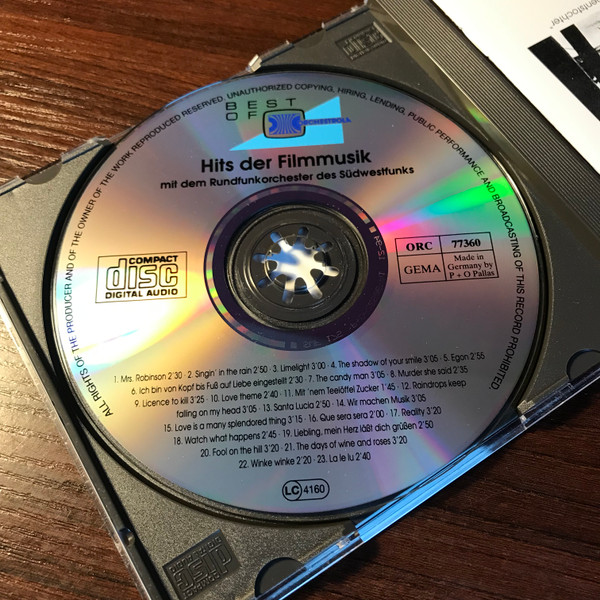 entstochter"
ALL RIGHTS OF THE PRODUCER AND OF THE OWNER OF THE WORK REPRODUCED RESERVED. UNAUTHORIZED COPYING, HIRING, LENDING, PUBLIC PERFORMANCE AND BROADCASTING OF THIS RECORD PROHIBITED
BEST
OF ORCHESTROLA
Hits der Filmmusik
mit dem Rundfunkorchester des Südwestfunks
COMPACT
disc
DIGITAL AUDIO
ORC 77360
GEMA Made in
Germany by
P + O Pallas
1. Mrs. Robinson 2'30 · 2. Singin' in the rain 2'50 · 3. Limelight 3'00 · 4. The shadow of your smile 3'05 · 5. Egon 2'55
6. Ich bin von Kopf bis Fuß auf Liebe eingestellt 2'30 · 7. The candy man 3'05 · 8. Murder she said 2'35
9. Licence to kill 3'25 · 10. Love theme 2'40 · 11. Mit 'nem Teelöffel Zucker 1'45 · 12. Raindrops keep
falling on my head 3'05 · 13. Santa Lucia 2'50 · 14. Wir machen Musik 3'05
15. Love is a many splendored thing 3'15 · 16. Que sera sera 2'00 · 17. Reality 3'20
18. Watch what happens 2'45 · 19. Liebling, mein Herz läßt dich grüßen 2'50
20. Fool on the hill 3'20 · 21. The days of wine and roses 3'20
22. Winke winke 2'20 · 23. La le lu 2'40
LC 4160